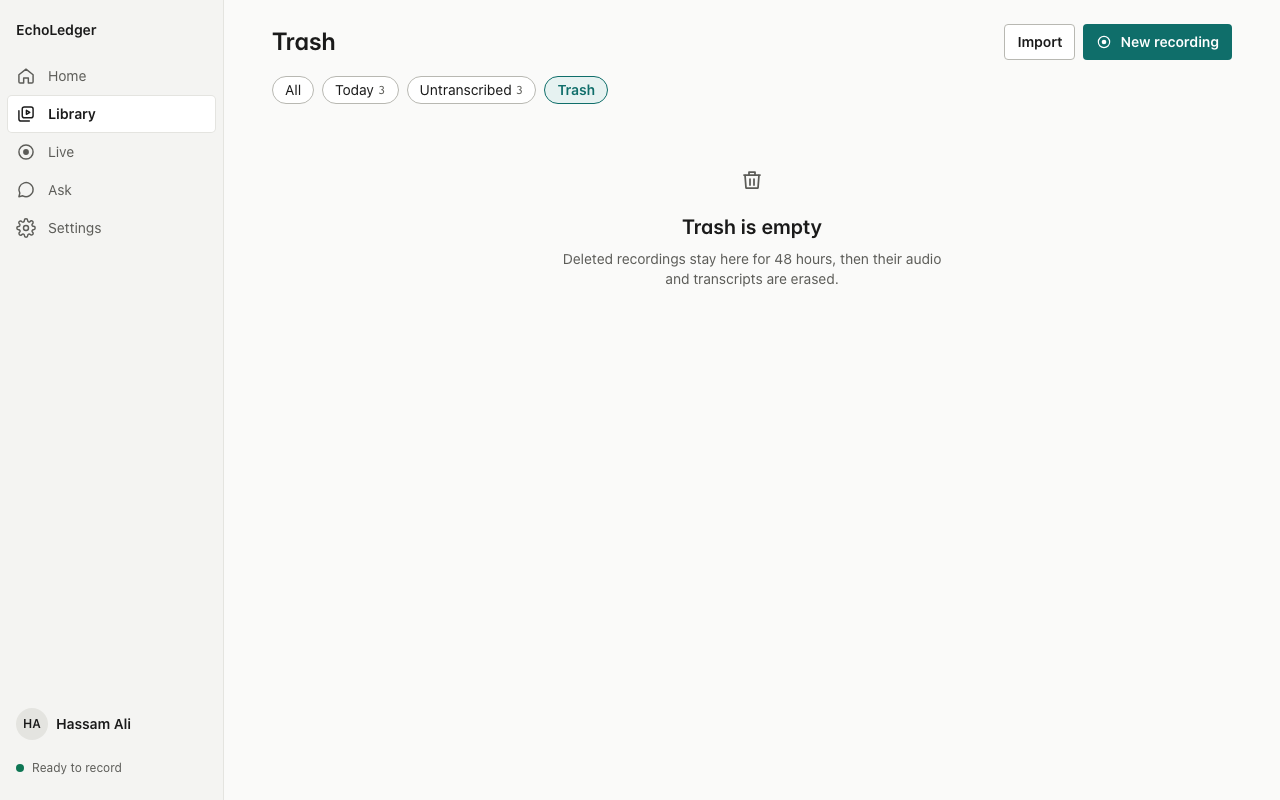 EchoLedger
Home
Library
Live
Ask
Settings
HA
Hassam Ali
Ready to record
Trash
Import
New recording
All
Today 3
Untranscribed 3
Trash
Trash is empty
Deleted recordings stay here for 48 hours, then their audio
and transcripts are erased.